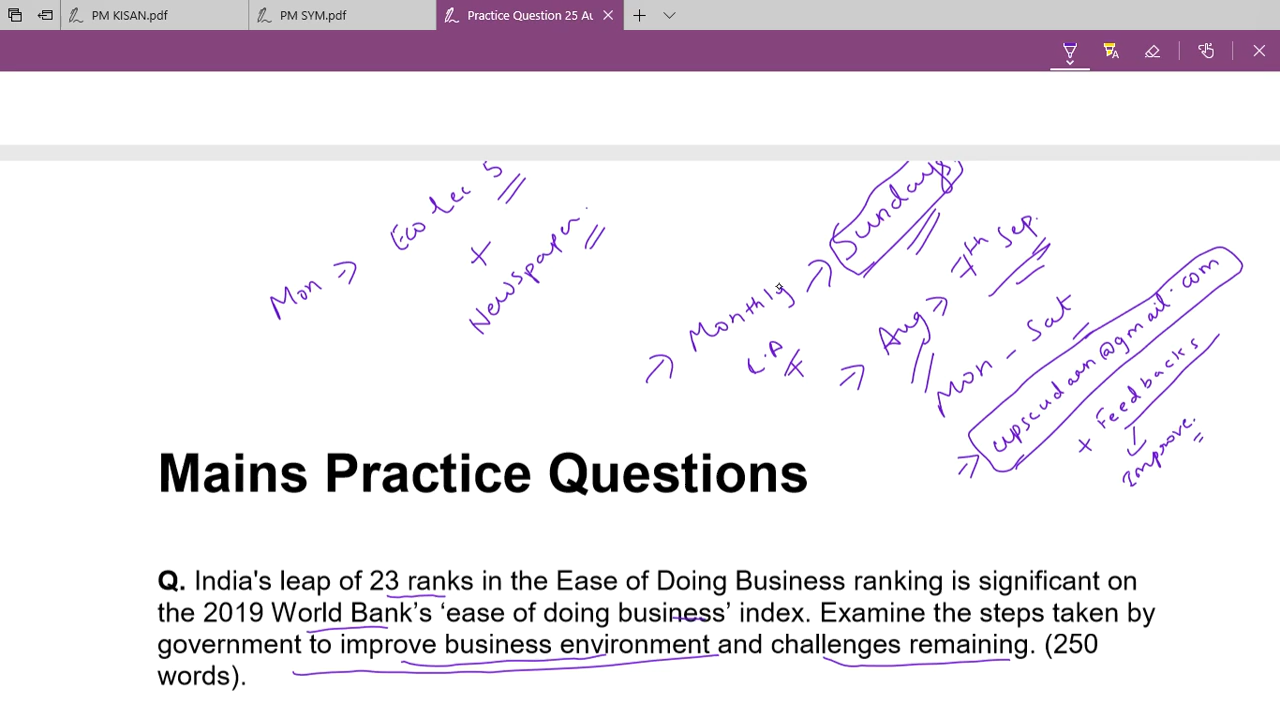 PM KISAN.pdf
PM SYM.pdf
Practice Question 25 Au
Mon ⇒ Eco lec 5
+
Newspaper.
⇒ Monthly ⇒ Sundays
C.A
⇒ Aug ⇒ 7th Sep.
Mon - Sat
⇒ upscudaen@gmail.com
+ Feedbacks
↓
Improve.
Mains Practice Questions
Q. India's leap of 23 ranks in the Ease of Doing Business ranking is significant on
the 2019 World Bank's ‘ease of doing business’ index. Examine the steps taken by
government to improve business environment and challenges remaining. (250
words).